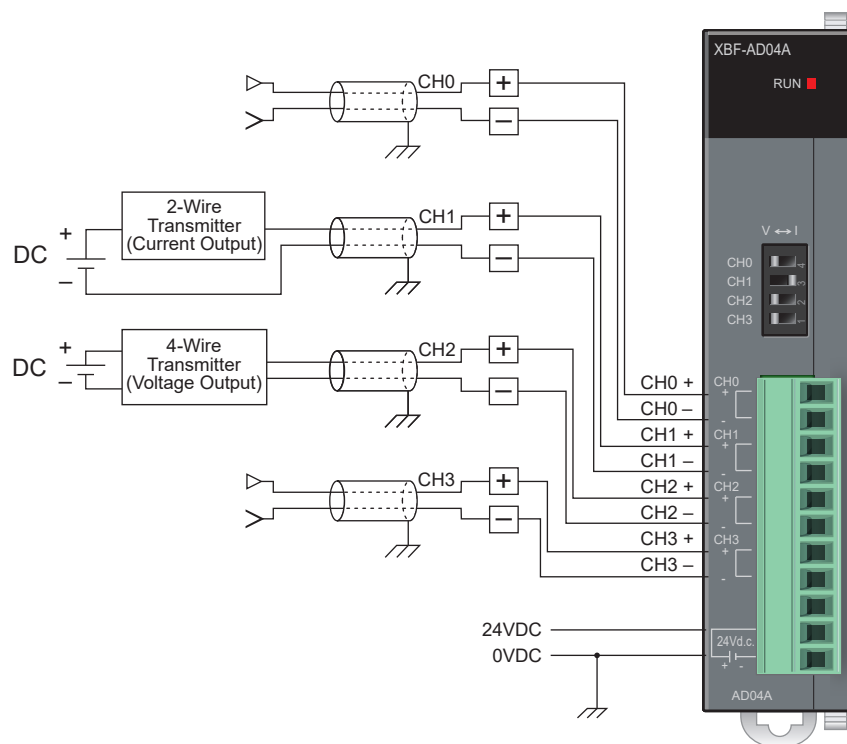 XBF-AD04A
RUN
CH0 +
–
2-Wire
Transmitter
(Current Output)
DC + –
CH1 +
–
4-Wire
Transmitter
(Voltage Output)
DC + –
CH2 +
–
CH3 +
–
V ↔ I
CH0 4
CH1 3
CH2 2
CH3 1
CH0 +
CH0 –
CH1 +
CH1 –
CH2 +
CH2 –
CH3 +
CH3 –
CH0
+
-
CH1
+
-
CH2
+
-
CH3
+
-
24VDC
0VDC
24Vd.c.
+ -
AD04A